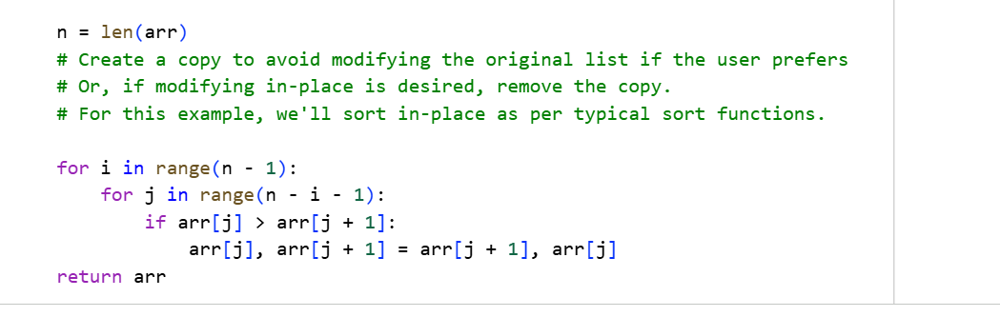 n = len(arr)
# Create a copy to avoid modifying the original list if the user prefers
# Or, if modifying in-place is desired, remove the copy.
# For this example, we'll sort in-place as per typical sort functions.
for i in range(n - 1):
    for j in range(n - i - 1):
        if arr[j] > arr[j + 1]:
            arr[j], arr[j + 1] = arr[j + 1], arr[j]
return arr